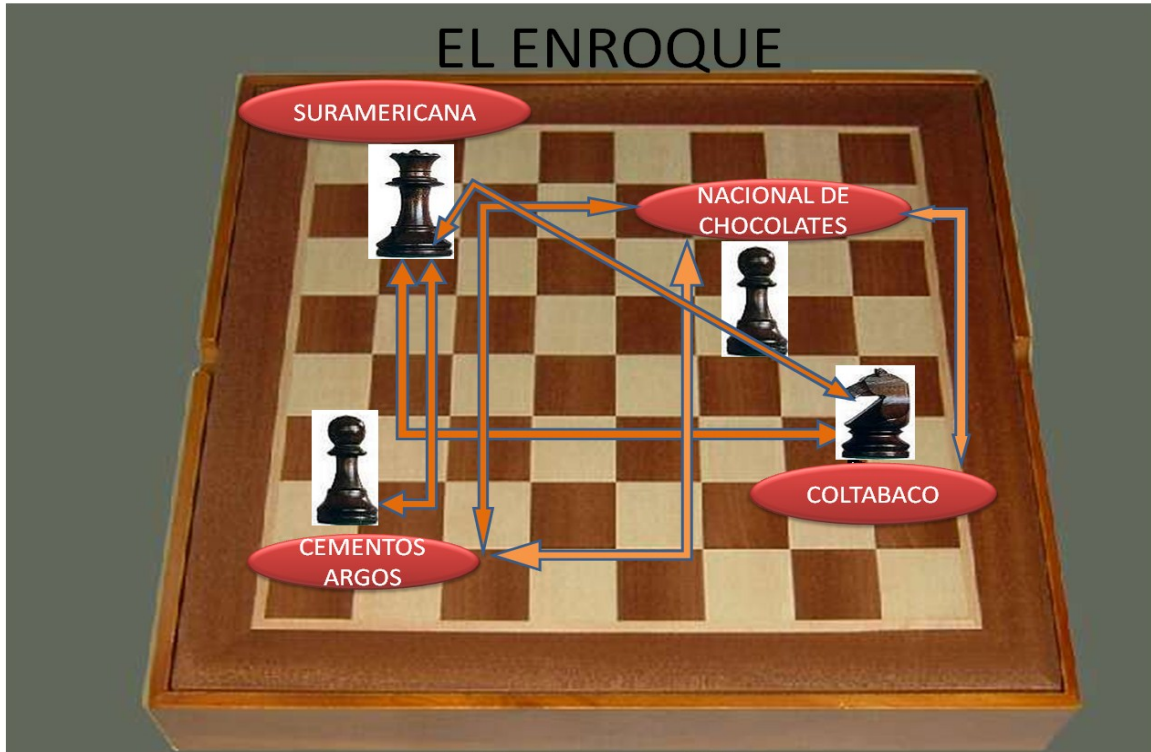 EL ENROQUE
SURAMERICANA
NACIONAL DE
CHOCOLATES
COLTABACO
CEMENTOS
ARGOS